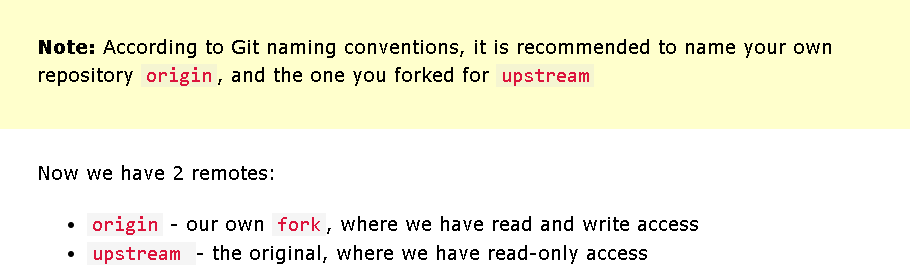 Note: According to Git naming conventions, it is recommended to name your own
repository origin, and the one you forked for upstream
Now we have 2 remotes:
• origin - our own fork, where we have read and write access
• upstream - the original, where we have read-only access